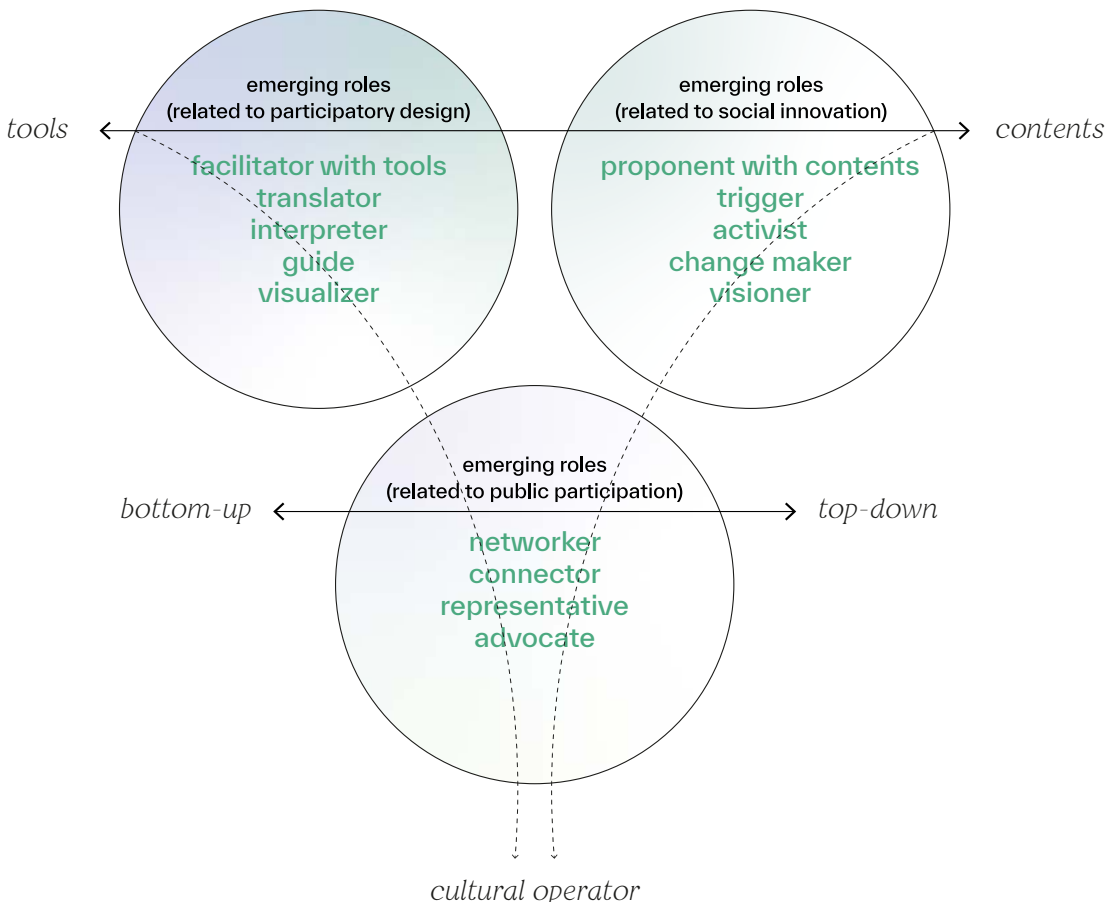 tools
emerging roles
(related to participatory design)
facilitator with tools
translator
interpreter
guide
visualizer
emerging roles
(related to social innovation)
proponent with contents
trigger
activist
change maker
visioner
contents
bottom-up
emerging roles
(related to public participation)
networker
connector
representative
advocate
top-down
cultural operator